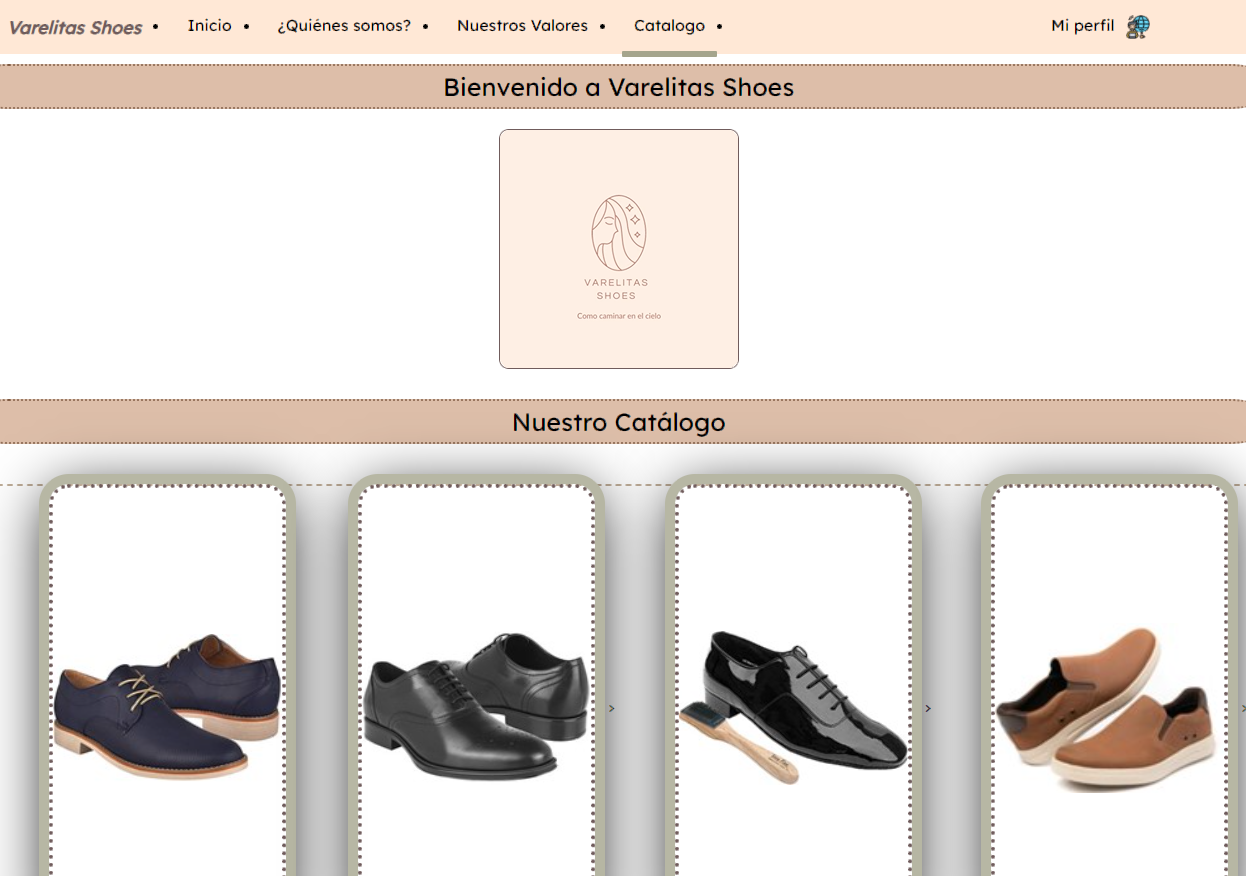 Varelitas Shoes • Inicio • ¿Quiénes somos? • Nuestros Valores • Catalogo • Mi perfil
Bienvenido a Varelitas Shoes
VARELITAS
SHOES
Como caminar en el cielo
Nuestro Catálogo